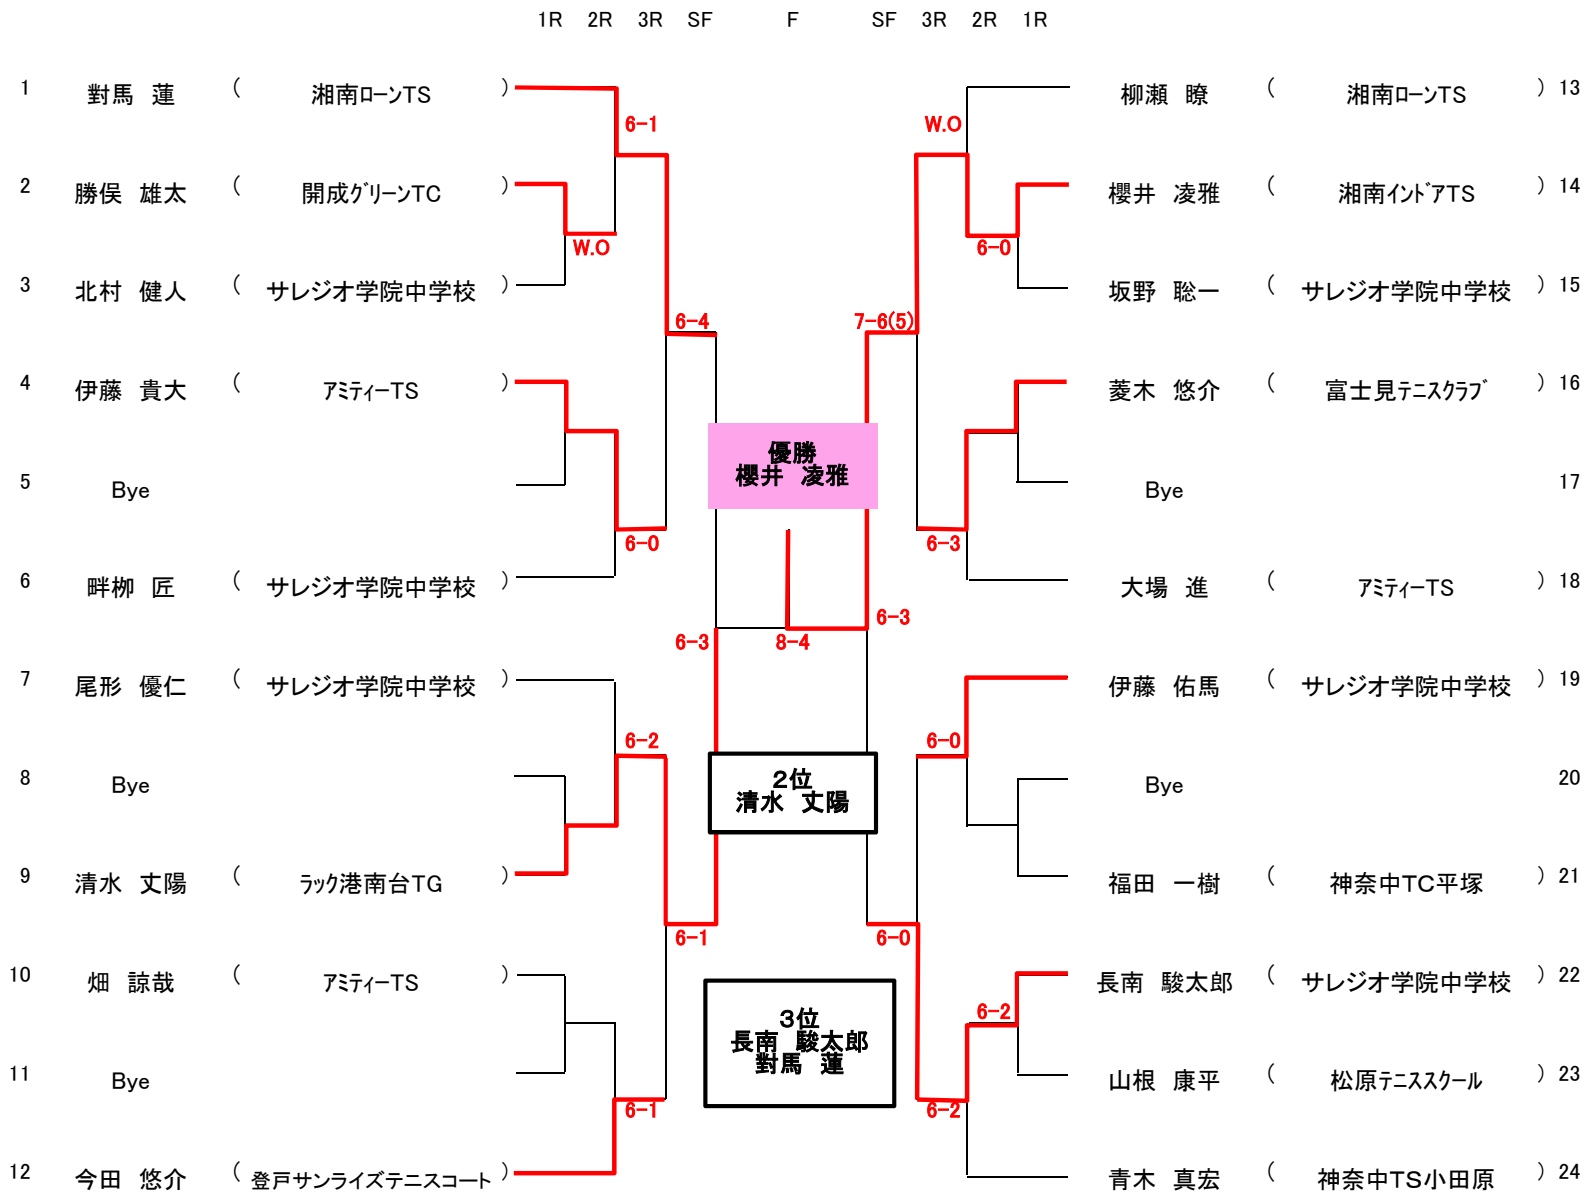 1R 2R 3R SF F SF 3R 2R 1R
1 對馬 蓮 ( 湘南ローンTS )
6-1
2 勝俣 雄太 ( 開成グリーンTC )
W.O
3 北村 健人 ( サレジオ学院中学校 )
6-4
4 伊藤 貴大 ( アミティーTS )
5 Bye
6-0
6 畔栁 匠 ( サレジオ学院中学校 )
6-3
7 尾形 優仁 ( サレジオ学院中学校 )
6-2
8 Bye
9 清水 丈陽 ( ラック港南台TG )
6-1
10 畑 諒哉 ( アミティーTS )
11 Bye
6-1
12 今田 悠介 ( 登戸サンライズテニスコート )
優勝
櫻井 凌雅
8-4
2位
清水 丈陽
3位
長南 駿太郎
對馬 蓮
柳瀬 瞭 ( 湘南ローンTS ) 13
W.O
櫻井 凌雅 ( 湘南インドアTS ) 14
6-0
坂野 聡一 ( サレジオ学院中学校 ) 15
7-6(5)
菱木 悠介 ( 富士見テニスクラブ ) 16
Bye 17
6-3
大場 進 ( アミティーTS ) 18
6-3
伊藤 佑馬 ( サレジオ学院中学校 ) 19
6-0
Bye 20
福田 一樹 ( 神奈中TC平塚 ) 21
6-0
長南 駿太郎 ( サレジオ学院中学校 ) 22
6-2
山根 康平 ( 松原テニススクール ) 23
6-2
青木 真宏 ( 神奈中TS小田原 ) 24